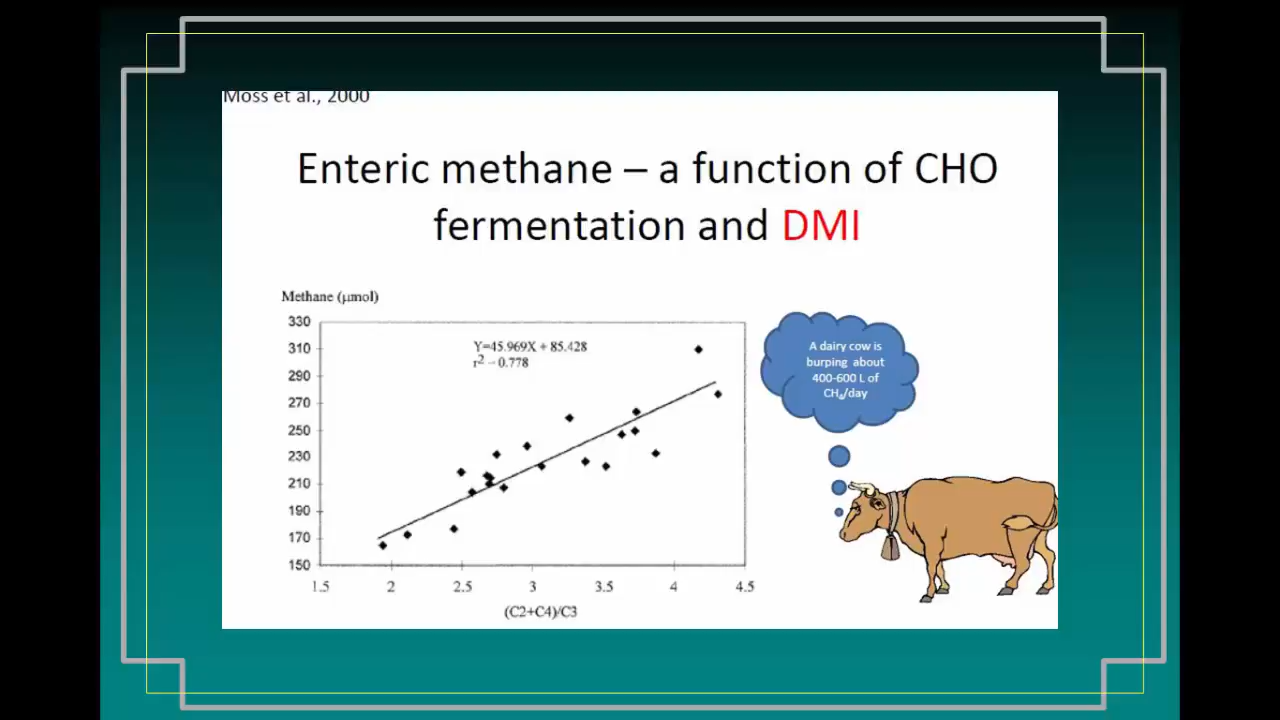 Moss et al., 2000
Enteric methane – a function of CHO
fermentation and DMI
Methane (μmol)
330
310
290
270
250
230
210
190
170
150
Y=45.969X + 85.428
r² = 0.778
1.5 2 2.5 3 3.5 4 4.5
(C2+C4)/C3
A dairy cow is
burping about
400-600 L of
CH₄/day